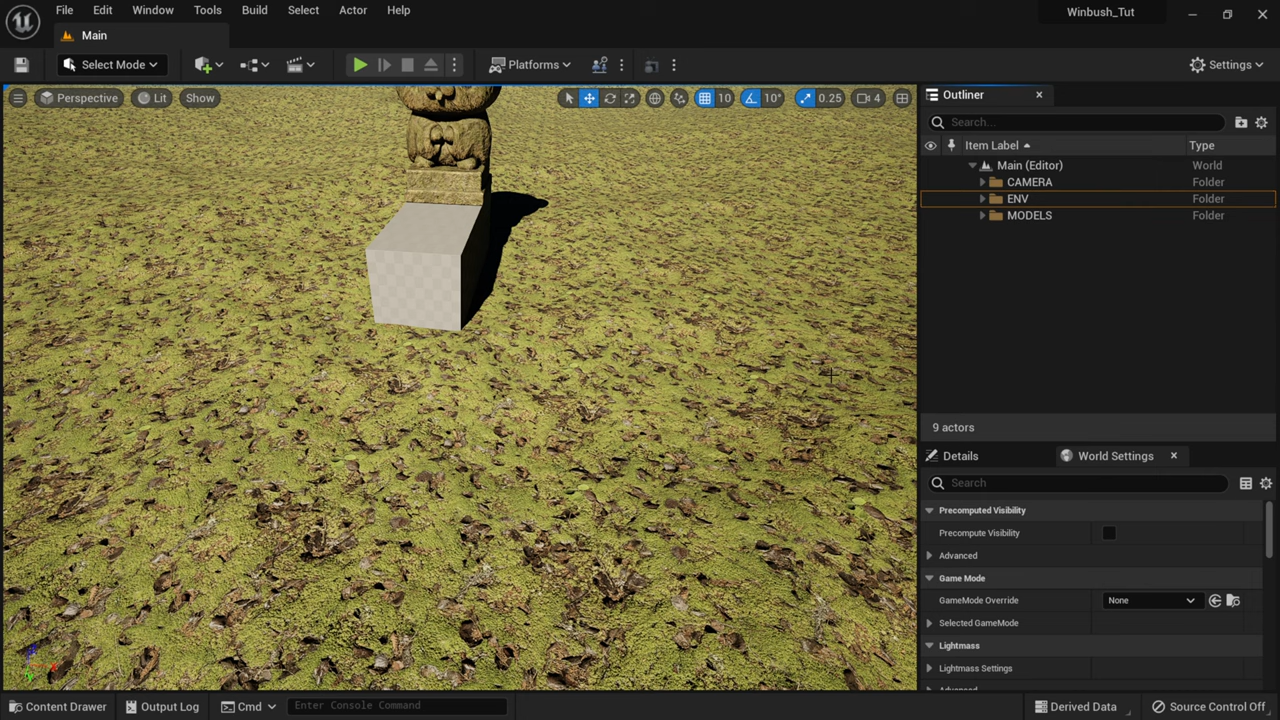 File Edit Window Tools Build Select Actor Help Winbush_Tut
Main
Select Mode Platforms Settings
Perspective Lit Show 10 10° 0.25 4
Outliner
Search...
Item Label Type
Main (Editor) World
CAMERA Folder
ENV Folder
MODELS Folder
9 actors
Details World Settings
Search
Precomputed Visibility
Precompute Visibility
Advanced
Game Mode
GameMode Override None
Selected GameMode
Lightmass
Lightmass Settings
Content Drawer Output Log Cmd Enter Console Command Derived Data Source Control Off